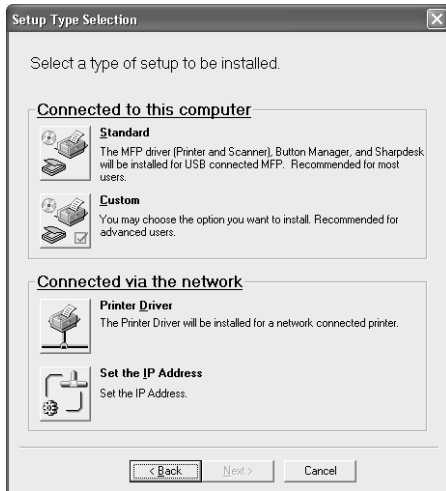 Setup Type Selection
Select a type of setup to be installed.
Connected to this computer
Standard
The MFP driver (Printer and Scanner), Button Manager, and Sharpdesk
will be installed for USB connected MFP.  Recommended for most
users.
Custom
You may choose the option you want to install. Recommended for
advanced users.
Connected via the network
Printer Driver
The Printer Driver will be installed for a network connected printer.
Set the IP Address
Set the IP Address.
< Back
Next >
Cancel